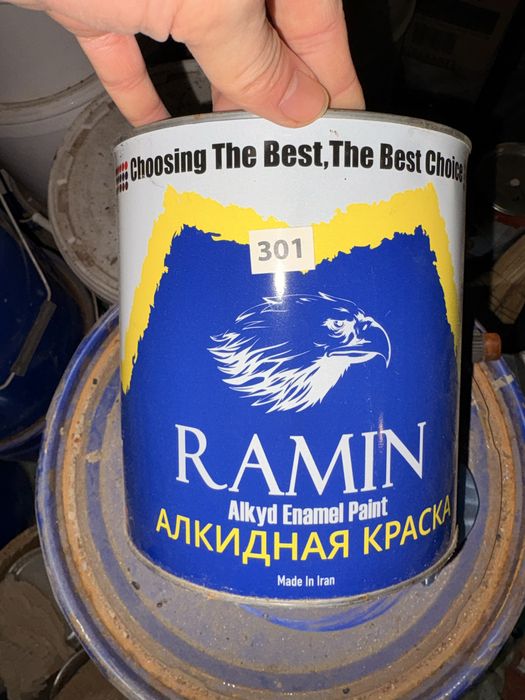 Choosing The Best,The Best Choice
301
RAMIN
Alkyd Enamel Paint
АЛКИДНАЯ КРАСКА
Made In Iran